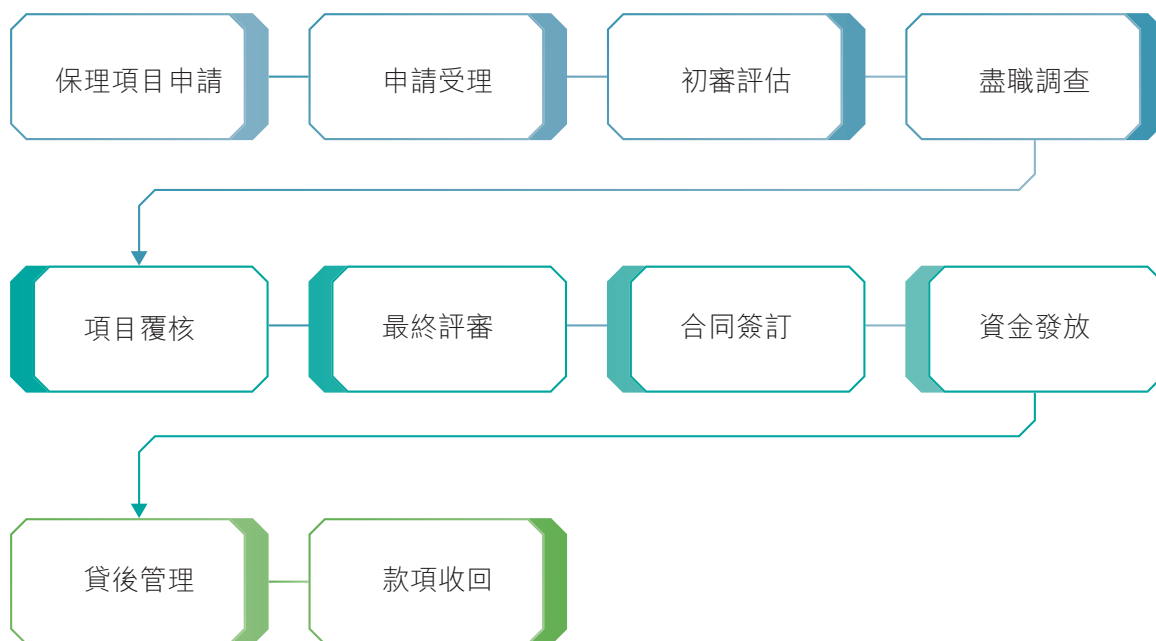 保理項目申請
申請受理
初審評估
盡職調查
項目覆核
最終評審
合同簽訂
資金發放
貸後管理
款項收回